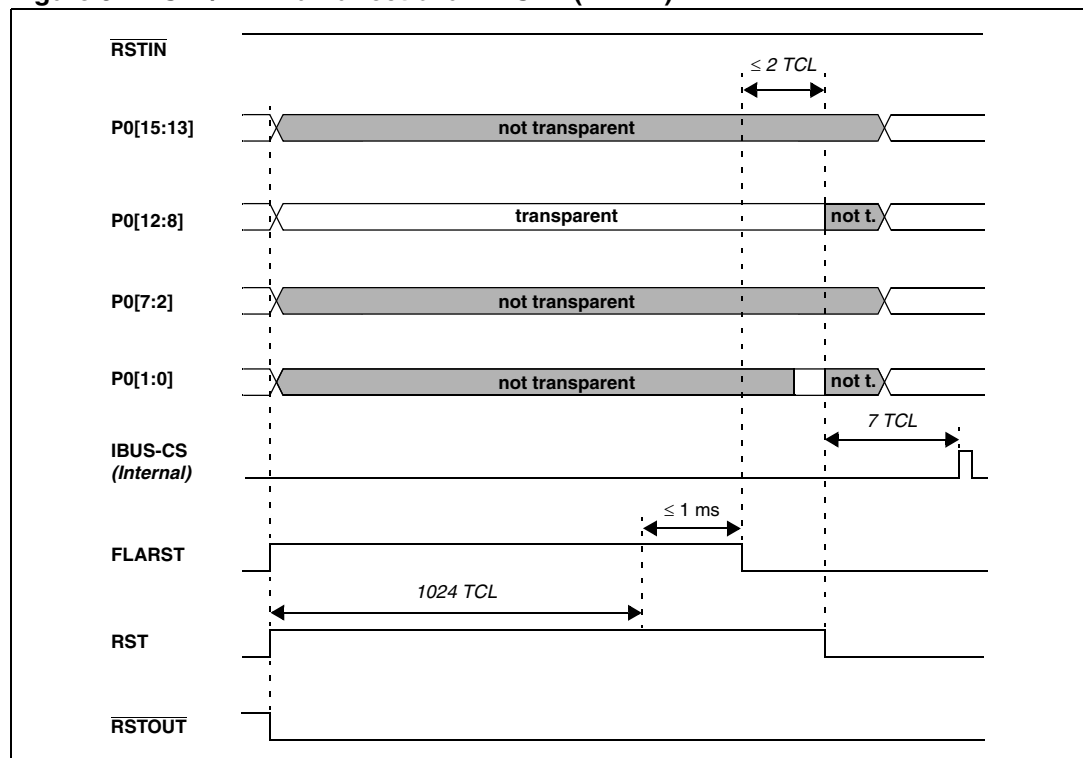 RSTIN
≤ 2 TCL
P0[15:13]
not transparent
P0[12:8]
transparent
not t.
P0[7:2]
not transparent
P0[1:0]
not transparent
not t.
7 TCL
IBUS-CS
(Internal)
≤ 1 ms
FLARST
1024 TCL
RST
RSTOUT